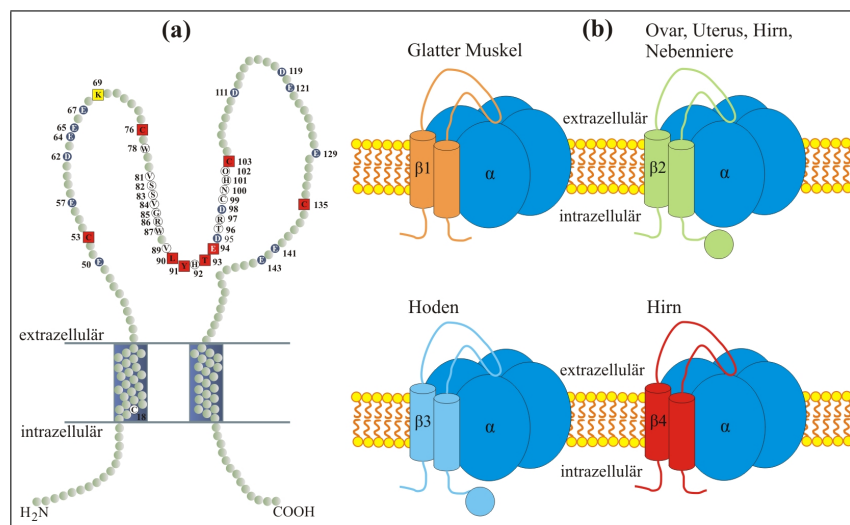 (a)
69
K
67 E
65 E
64 E
62 D
57 E
53 C
50 E
76 C
78 W
81 V
82 S
83 S
84 V
85 G
86 R
87 W
89 V
90 L
91 Y
92 H
93 T
94 E
95 D
96 T
97 R
98 D
99 C
100 N
101 H
102 Q
103 C
111 D
D 119
E 121
E 129
C 135
E 141
E 143
extrazellulär
C 18
intrazellulär
H₂N
COOH
(b)
Glatter Muskel
Ovar, Uterus, Hirn,
Nebenniere
extrazellulär
β1
α
β2
α
intrazellulär
Hoden
Hirn
extrazellulär
β3
α
β4
α
intrazellulär